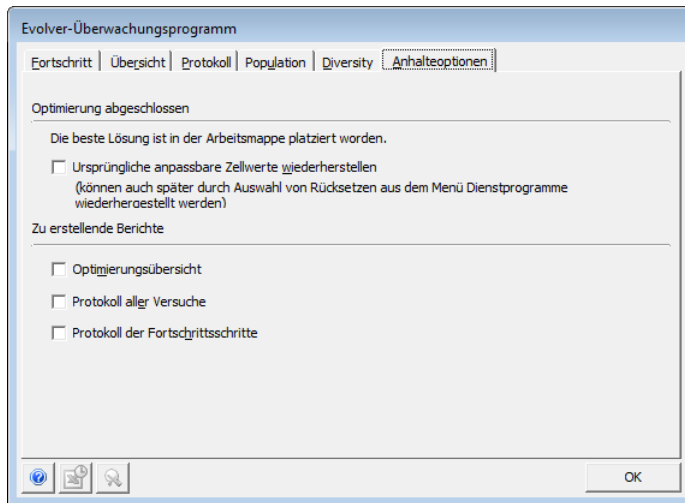 Evolver-Überwachungsprogramm
Fortschritt Übersicht Protokoll Population Diversity Anhalteoptionen
Optimierung abgeschlossen
Die beste Lösung ist in der Arbeitsmappe platziert worden.
Ursprüngliche anpassbare Zellwerte wiederherstellen
(können auch später durch Auswahl von Rücksetzen aus dem Menü Dienstprogramme
wiederhergestellt werden)
Zu erstellende Berichte
Optimierungsübersicht
Protokoll aller Versuche
Protokoll der Fortschrittsschritte
OK